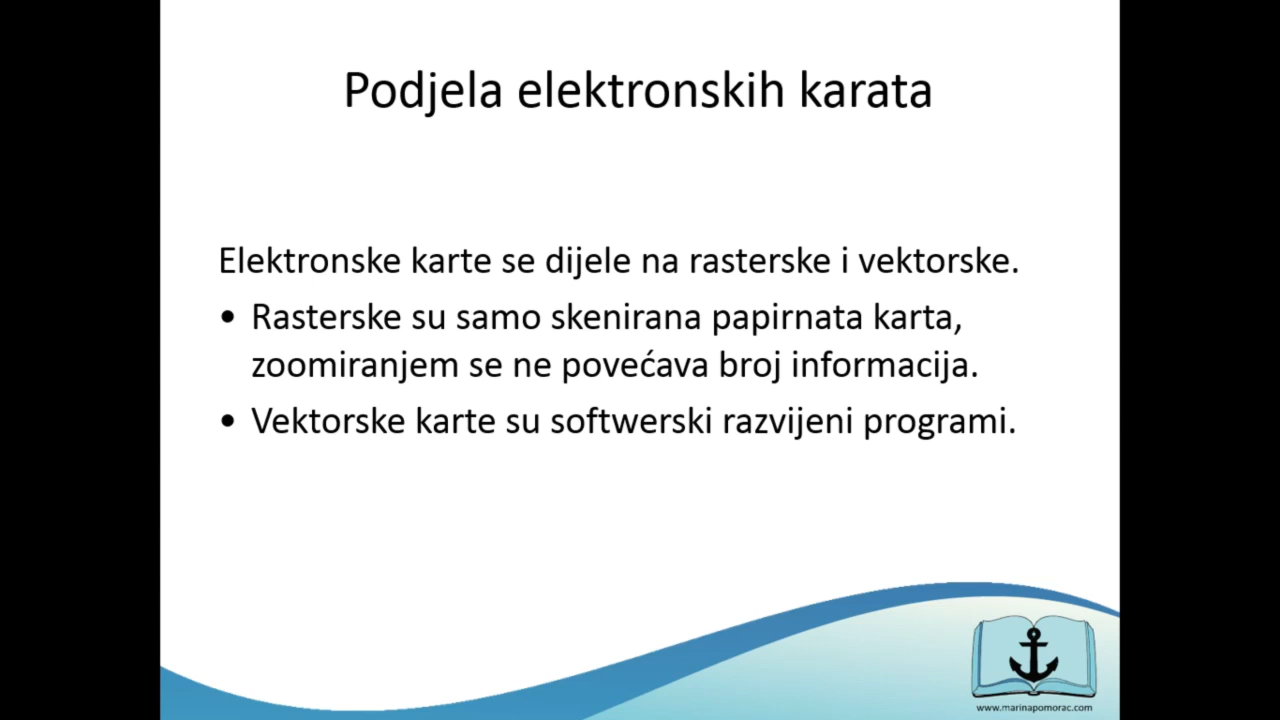 Podjela elektronskih karata
Elektronske karte se dijele na rasterske i vektorske.
• Rasterske su samo skenirana papirnata karta,
zoomiranjem se ne povećava broj informacija.
• Vektorske karte su softwerski razvijeni programi.
www.marinapomorac.com